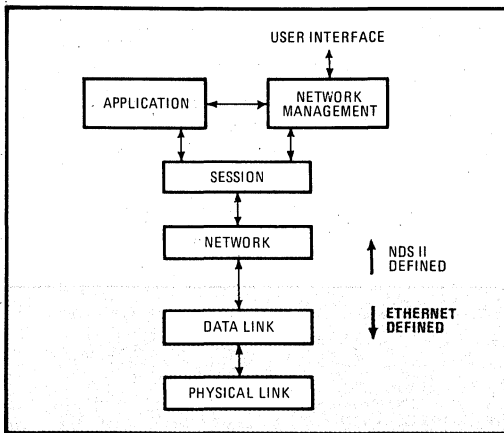 USER INTERFACE
APPLICATION
NETWORK
MANAGEMENT
SESSION
NETWORK
NDS II
DEFINED
ETHERNET
DEFINED
DATA LINK
PHYSICAL LINK